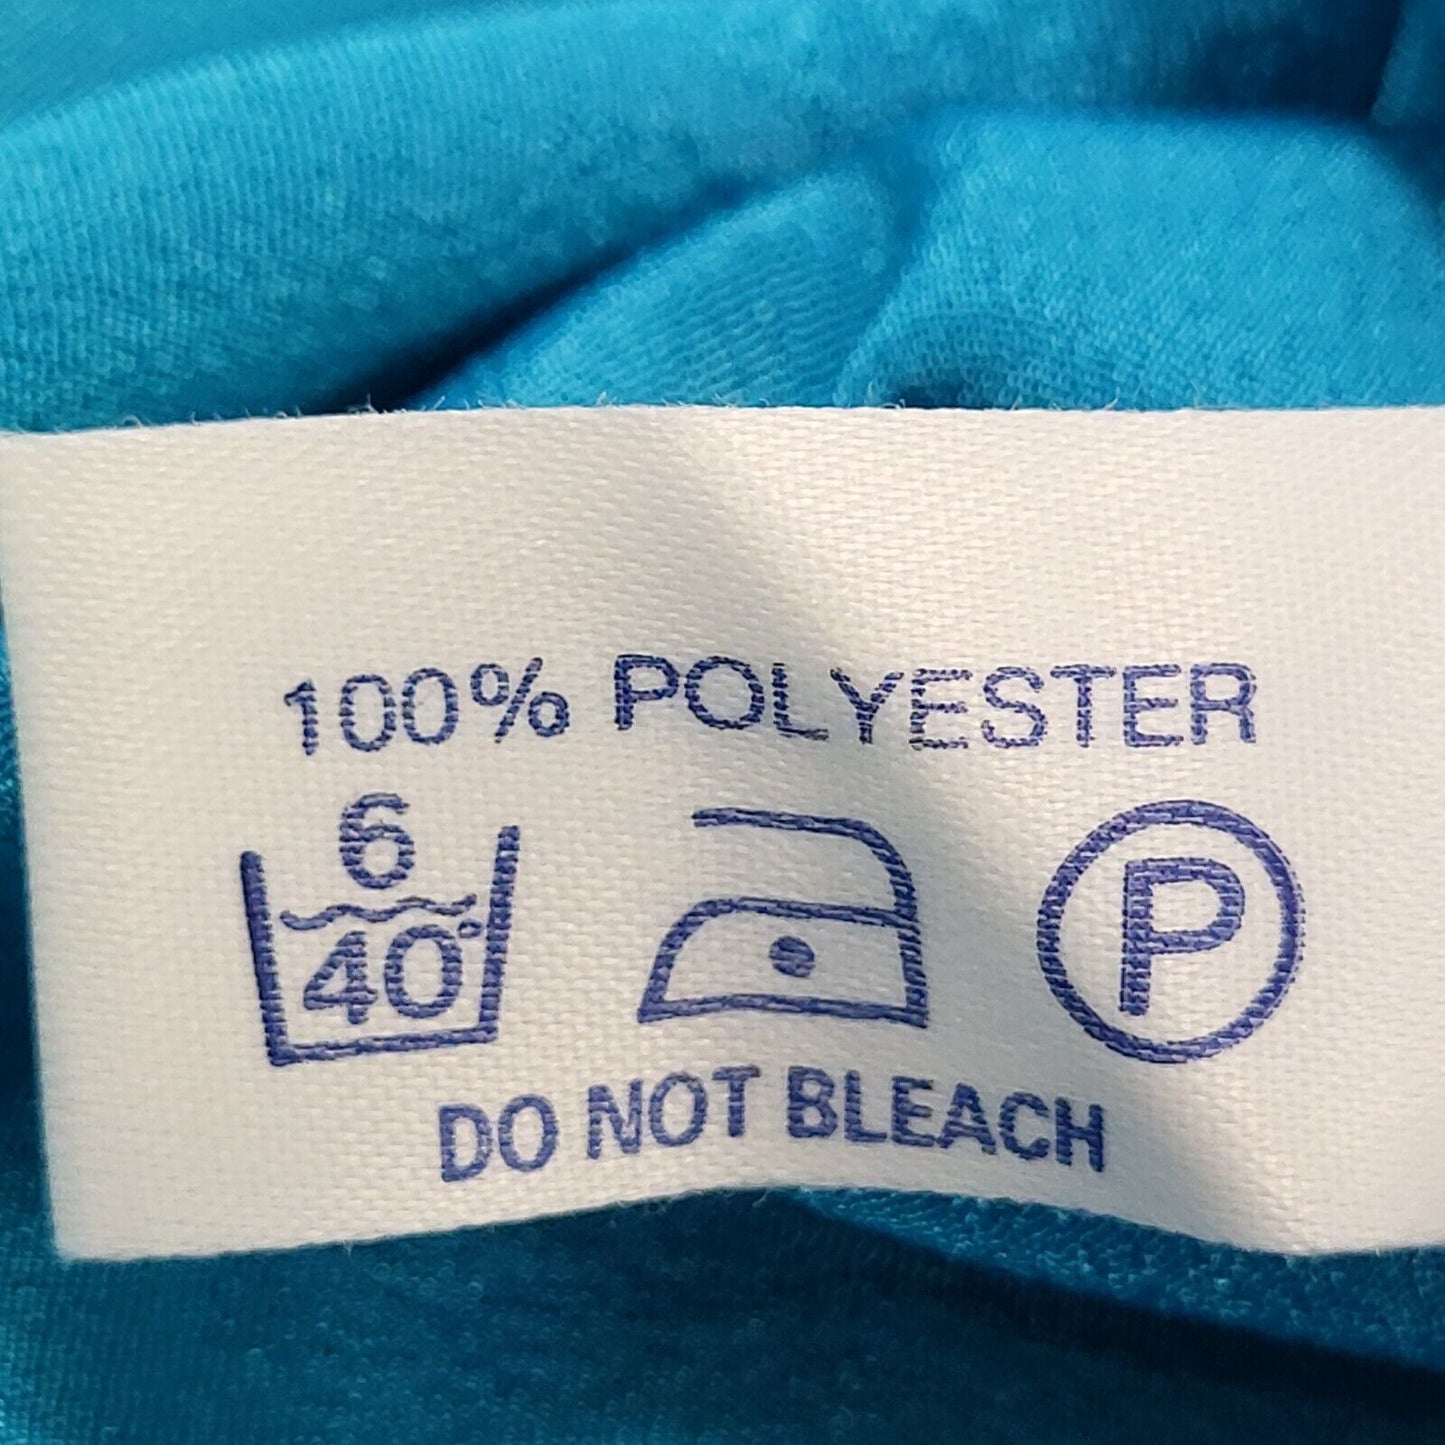 100% POLYESTER
6
40°
P
DO NOT BLEACH